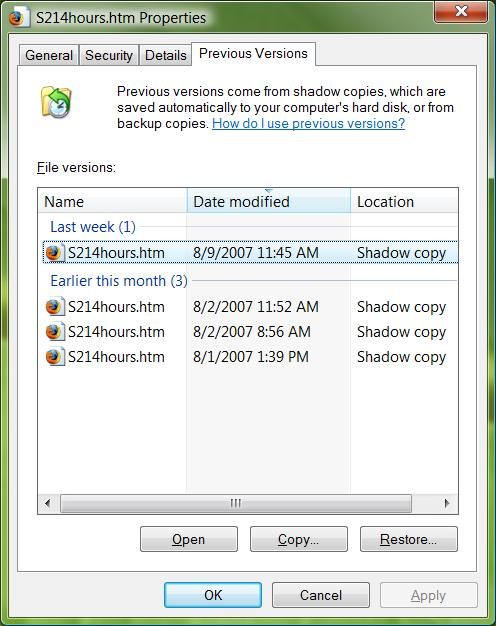 S214hours.htm Properties
General Security Details Previous Versions
Previous versions come from shadow copies, which are
saved automatically to your computer's hard disk, or from
backup copies. How do I use previous versions?
File versions:
Name Date modified Location
Last week (1)
S214hours.htm 8/9/2007 11:45 AM Shadow copy
Earlier this month (3)
S214hours.htm 8/2/2007 11:52 AM Shadow copy
S214hours.htm 8/2/2007 8:56 AM Shadow copy
S214hours.htm 8/1/2007 1:39 PM Shadow copy
Open Copy... Restore...
OK Cancel Apply